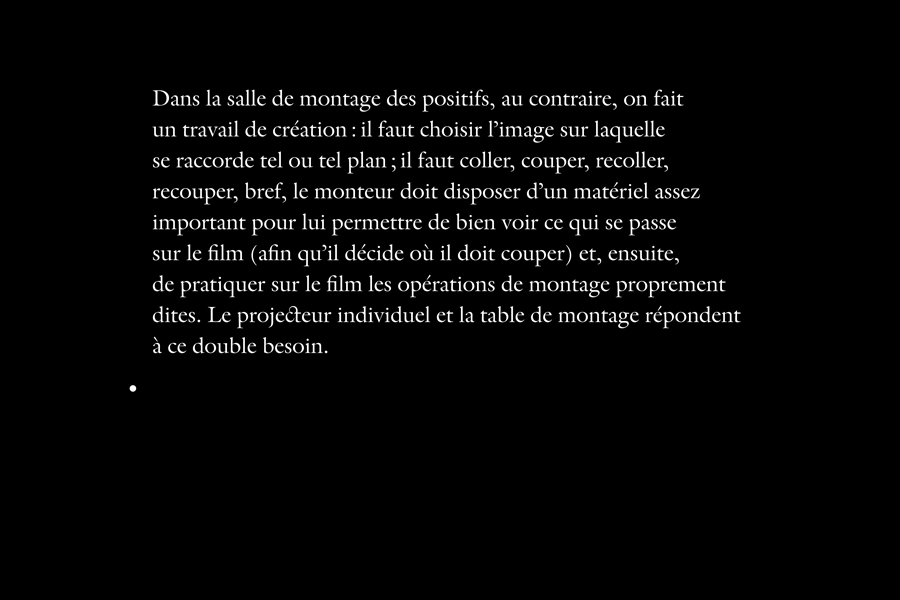 Dans la salle de montage des positifs, au contraire, on fait
un travail de création : il faut choisir l’image sur laquelle
se raccorde tel ou tel plan ; il faut coller, couper, recoller,
recouper, bref, le monteur doit disposer d’un matériel assez
important pour lui permettre de bien voir ce qui se passe
sur le film (afin qu’il décide où il doit couper) et, ensuite,
de pratiquer sur le film les opérations de montage proprement
dites. Le projecteur individuel et la table de montage répondent
à ce double besoin.
•